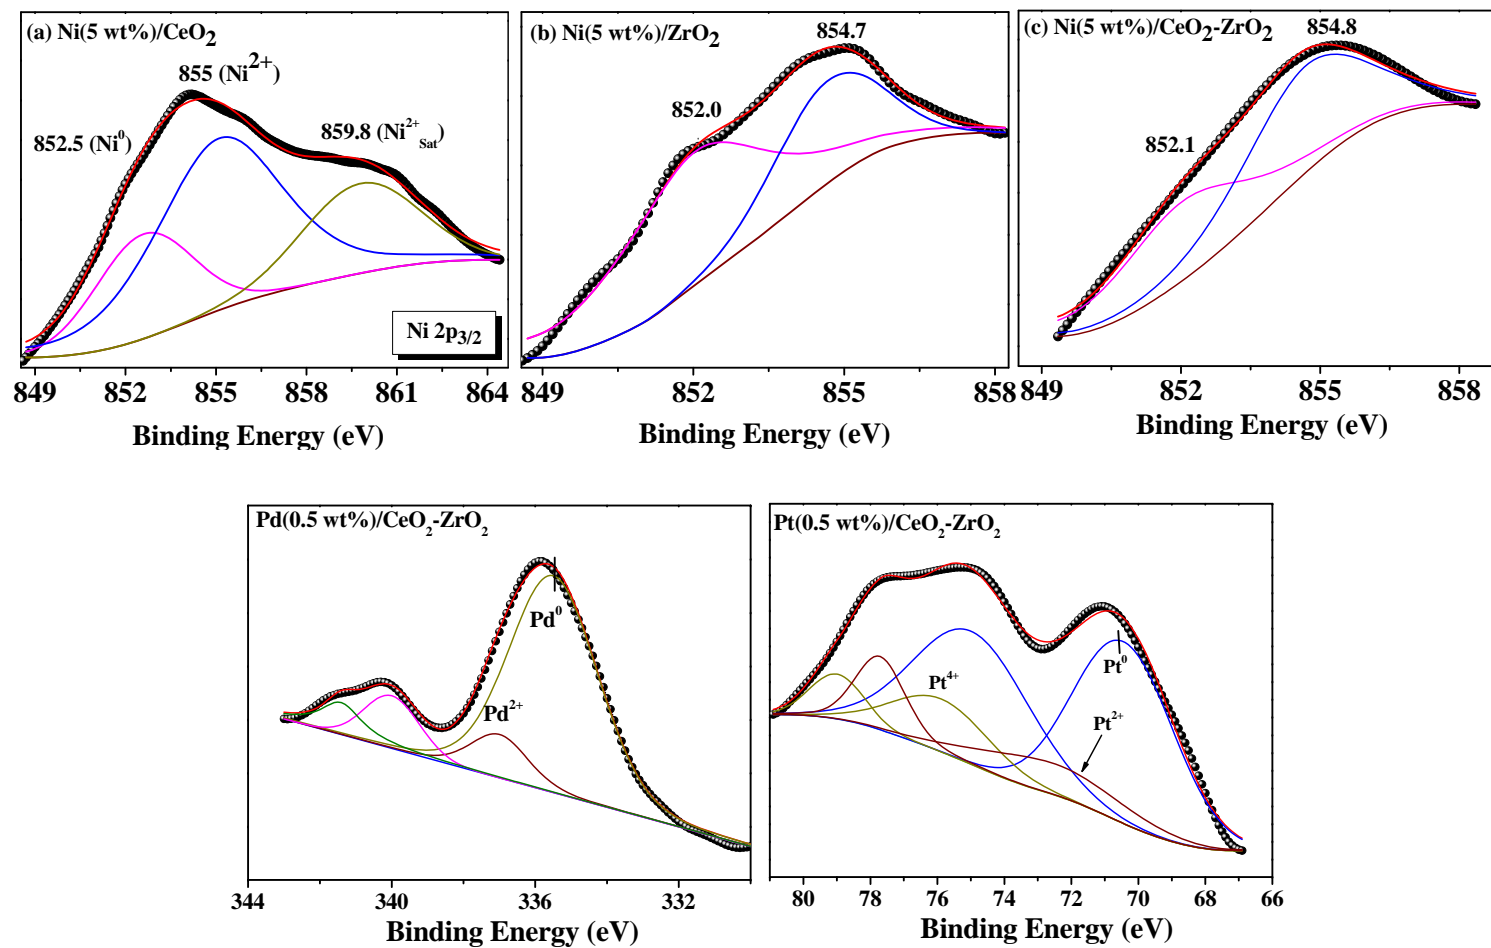 (a) Ni(5 wt%)/CeO2
855 (Ni2+)
852.5 (Ni0)
859.8 (Ni2+Sat)
Ni 2p3/2
849 852 855 858 861 864
Binding Energy (eV)
(b) Ni(5 wt%)/ZrO2
854.7
852.0
849 852 855 858
Binding Energy (eV)
(c) Ni(5 wt%)/CeO2-ZrO2
854.8
852.1
849 852 855 858
Binding Energy (eV)
Pd(0.5 wt%)/CeO2-ZrO2
Pd0
Pd2+
344 340 336 332
Binding Energy (eV)
Pt(0.5 wt%)/CeO2-ZrO2
Pt0
Pt4+
Pt2+
80 78 76 74 72 70 68 66
Binding Energy (eV)